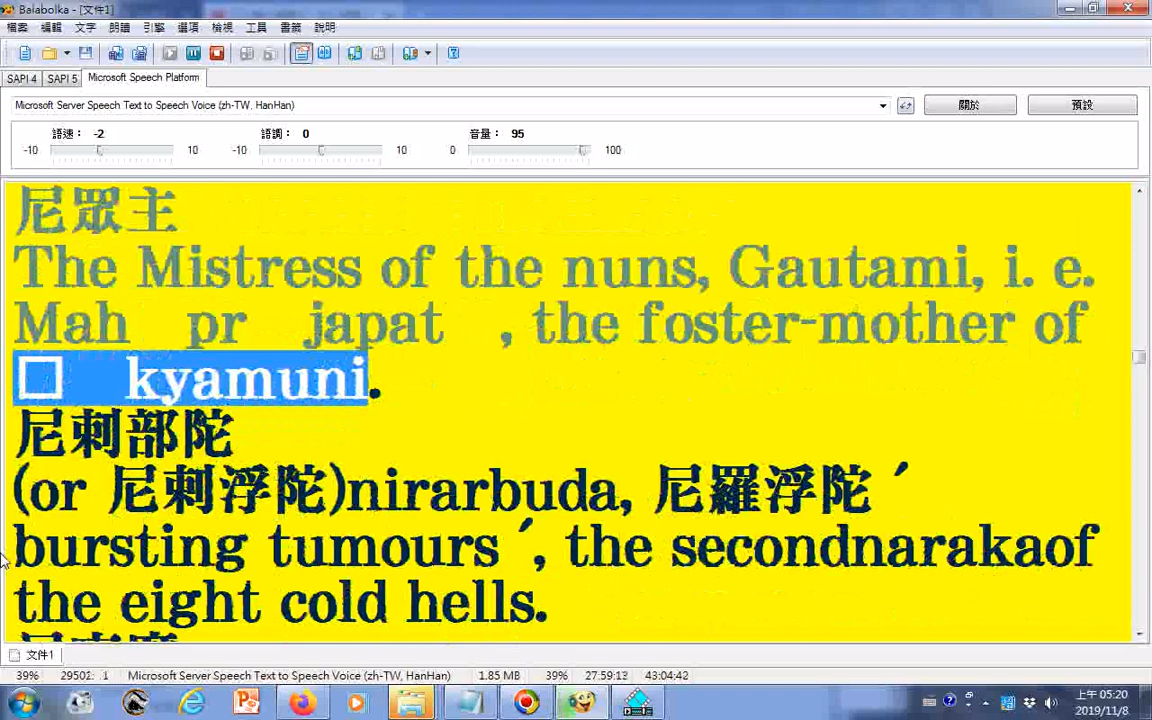 Balabolka - [文件1]
檔案 編輯 文字 朗讀 引擎 選項 檢視 工具 書籤 說明
SAPI 4 SAPI 5 Microsoft Speech Platform
Microsoft Server Speech Text to Speech Voice (zh-TW, HanHan) 關於 預設
語速： -2 語調： 0 音量： 95
-10 10 -10 10 0 100
尼眾主
The Mistress of the nuns, Gautami, i. e.
Mah pr japat , the foster-mother of
□ kyamuni.
尼剌部陀
(or 尼剌浮陀)nirarbuda, 尼羅浮陀 ˊ
bursting tumours ˊ, the secondnarakaof
the eight cold hells.
文件1
39% Microsoft Server Speech Text to Speech Voice (zh-TW, HanHan) 1.85 MB 39% 27:59:12 43:04:42
上午 05:20
2019/11/8